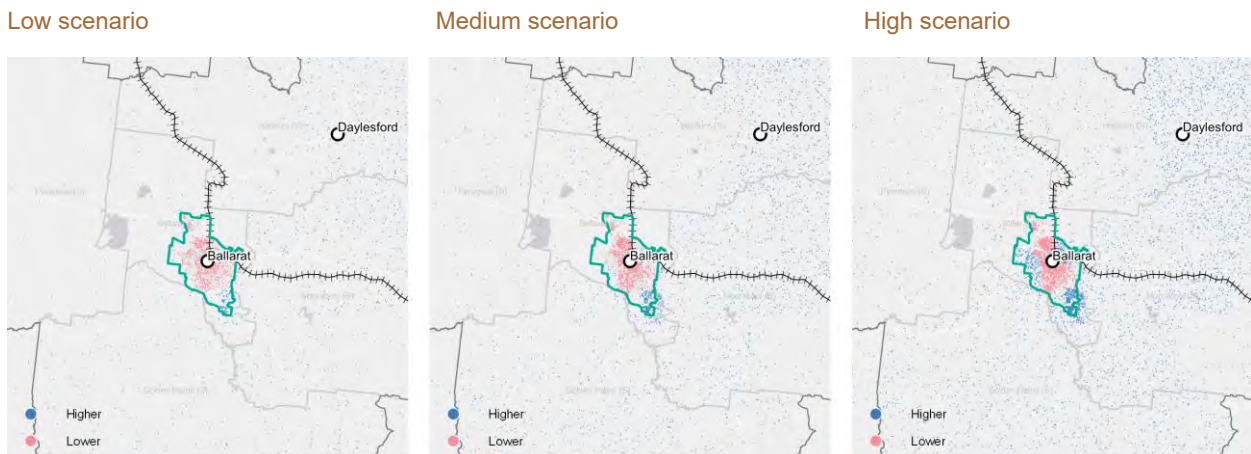 Low scenario
Medium scenario
High scenario
Daylesford
Ballarat
Higher
Lower
Daylesford
Ballarat
Higher
Lower
Daylesford
Ballarat
Higher
Lower